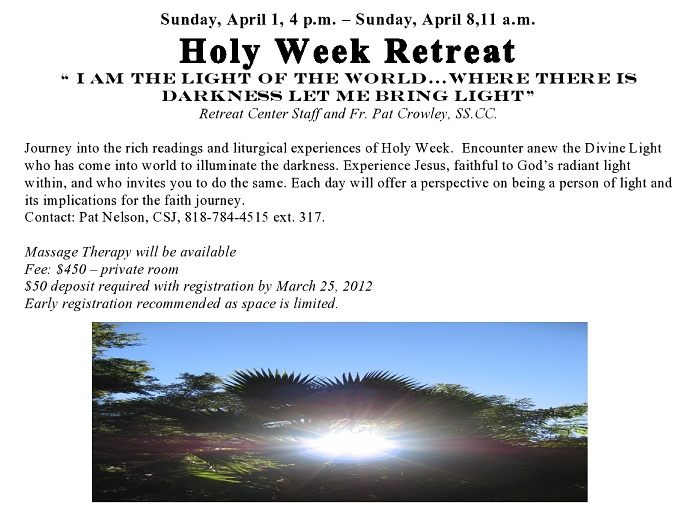 Sunday, April 1, 4 p.m. – Sunday, April 8,11 a.m.
Holy Week Retreat
“ I AM THE LIGHT OF THE WORLD…WHERE THERE IS
DARKNESS LET ME BRING LIGHT”
Retreat Center Staff and Fr. Pat Crowley, SS.CC.
Journey into the rich readings and liturgical experiences of Holy Week.  Encounter anew the Divine Light
who has come into world to illuminate the darkness. Experience Jesus, faithful to God’s radiant light
within, and who invites you to do the same. Each day will offer a perspective on being a person of light and
its implications for the faith journey.
Contact: Pat Nelson, CSJ, 818-784-4515 ext. 317.
Massage Therapy will be available
Fee: $450 – private room
$50 deposit required with registration by March 25, 2012
Early registration recommended as space is limited.